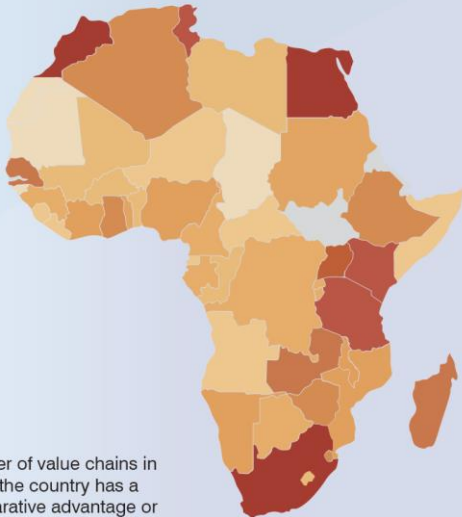 er of value chains in
the country has a
arative advantage or